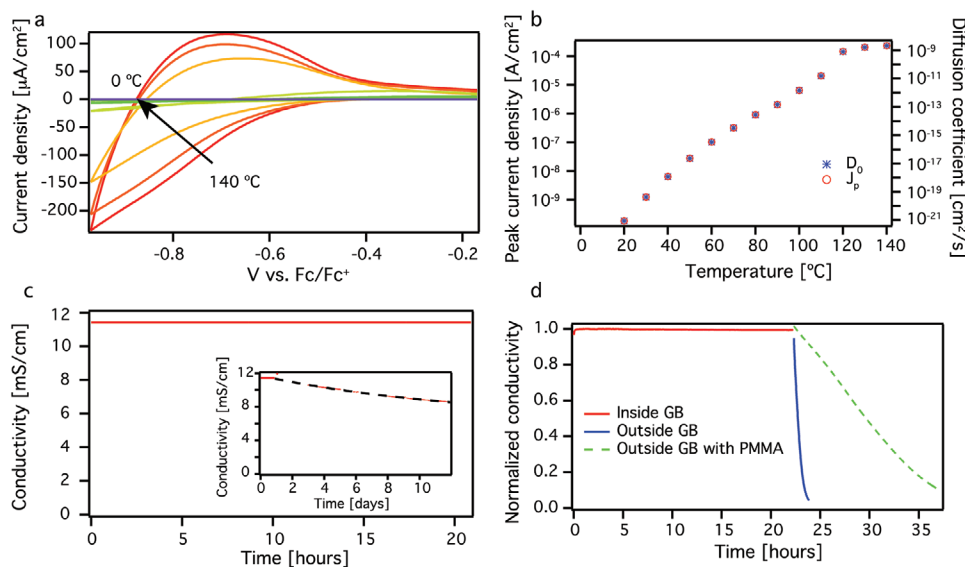 a
Current density [µA/cm²]
100
50
0
-50
-100
-150
-200
0 ºC
140 ºC
-0.8
-0.6
-0.4
-0.2
V vs. Fc/Fc⁺
b
Peak current density [A/cm²]
10⁻⁴
10⁻⁵
10⁻⁶
10⁻⁷
10⁻⁸
10⁻⁹
Diffusion coefficient [cm²/s]
10⁻⁹
10⁻¹¹
10⁻¹³
10⁻¹⁵
10⁻¹⁷
10⁻¹⁹
10⁻²¹
D₀
Jₚ
0 20 40 60 80 100 120 140
Temperature [ºC]
c
Conductivity [mS/cm]
12
10
8
6
4
2
0
Conductivity [mS/cm]
12
8
4
0
0 2 4 6 8 10
Time [days]
0 5 10 15 20
Time [hours]
d
Normalized conductivity
1.0
0.8
0.6
0.4
0.2
0.0
Inside GB
Outside GB
Outside GB with PMMA
0 5 10 15 20 25 30 35
Time [hours]